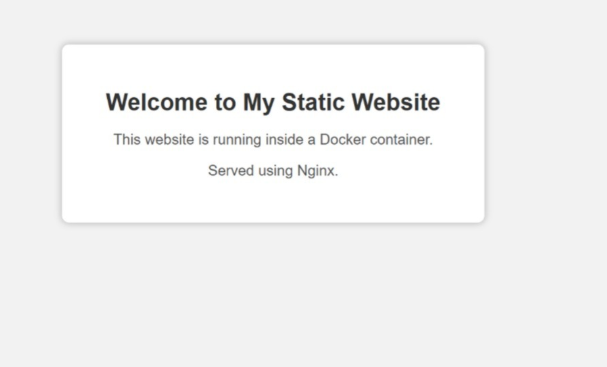 Welcome to My Static Website
This website is running inside a Docker container.
Served using Nginx.